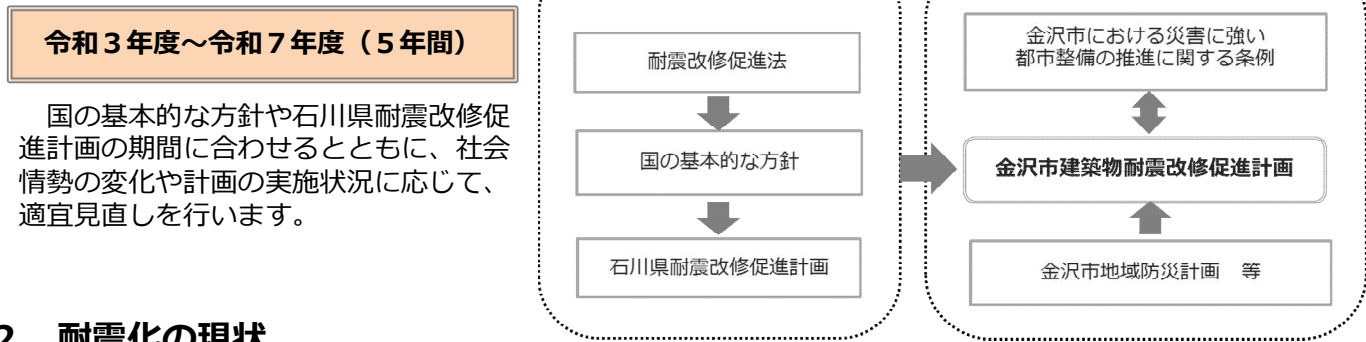 令和３年度～令和７年度（５年間）
国の基本的な方針や石川県耐震改修促
進計画の期間に合わせるとともに、社会
情勢の変化や計画の実施状況に応じて、
適宜見直しを行います。
耐震改修促進法
国の基本的な方針
石川県耐震改修促進計画
金沢市における災害に強い
都市整備の推進に関する条例
金沢市建築物耐震改修促進計画
金沢市地域防災計画　等
２　耐震化の現状